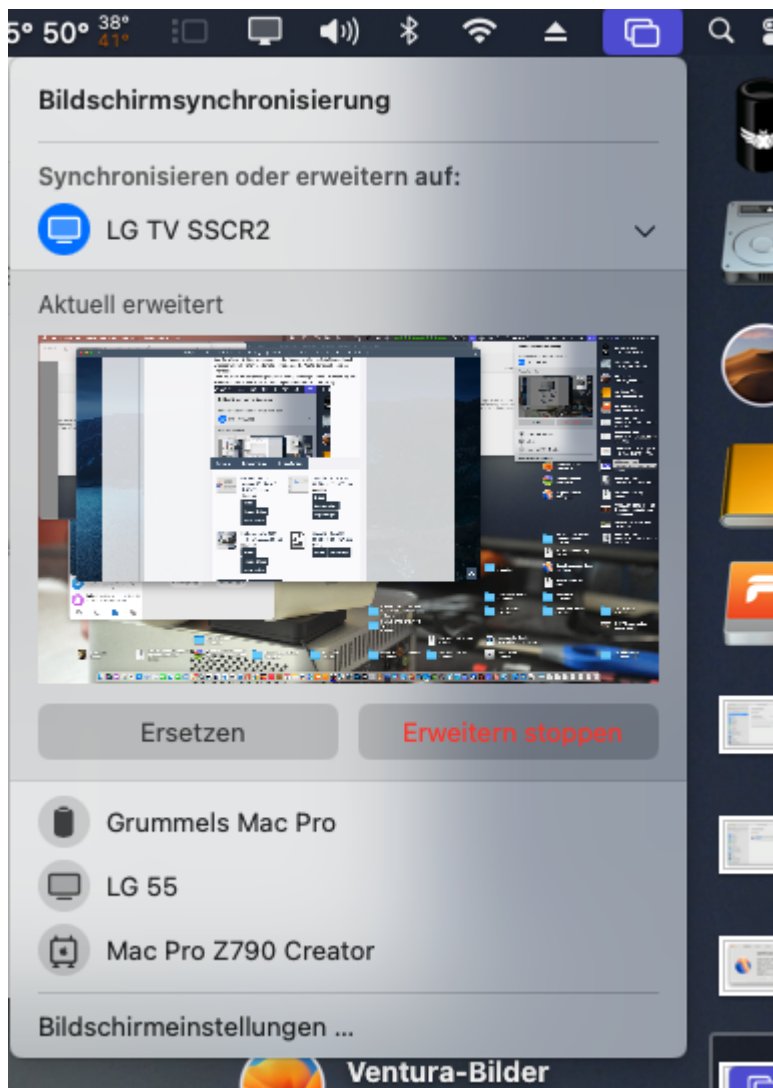 5° 50° 38°
41°
Bildschirmsynchronisierung
Synchronisieren oder erweitern auf:
LG TV SSCR2
Aktuell erweitert
Ersetzen
Erweitern stoppen
Grummels Mac Pro
LG 55
Mac Pro Z790 Creator
Bildschirmeinstellungen ...
Ventura-Bilder